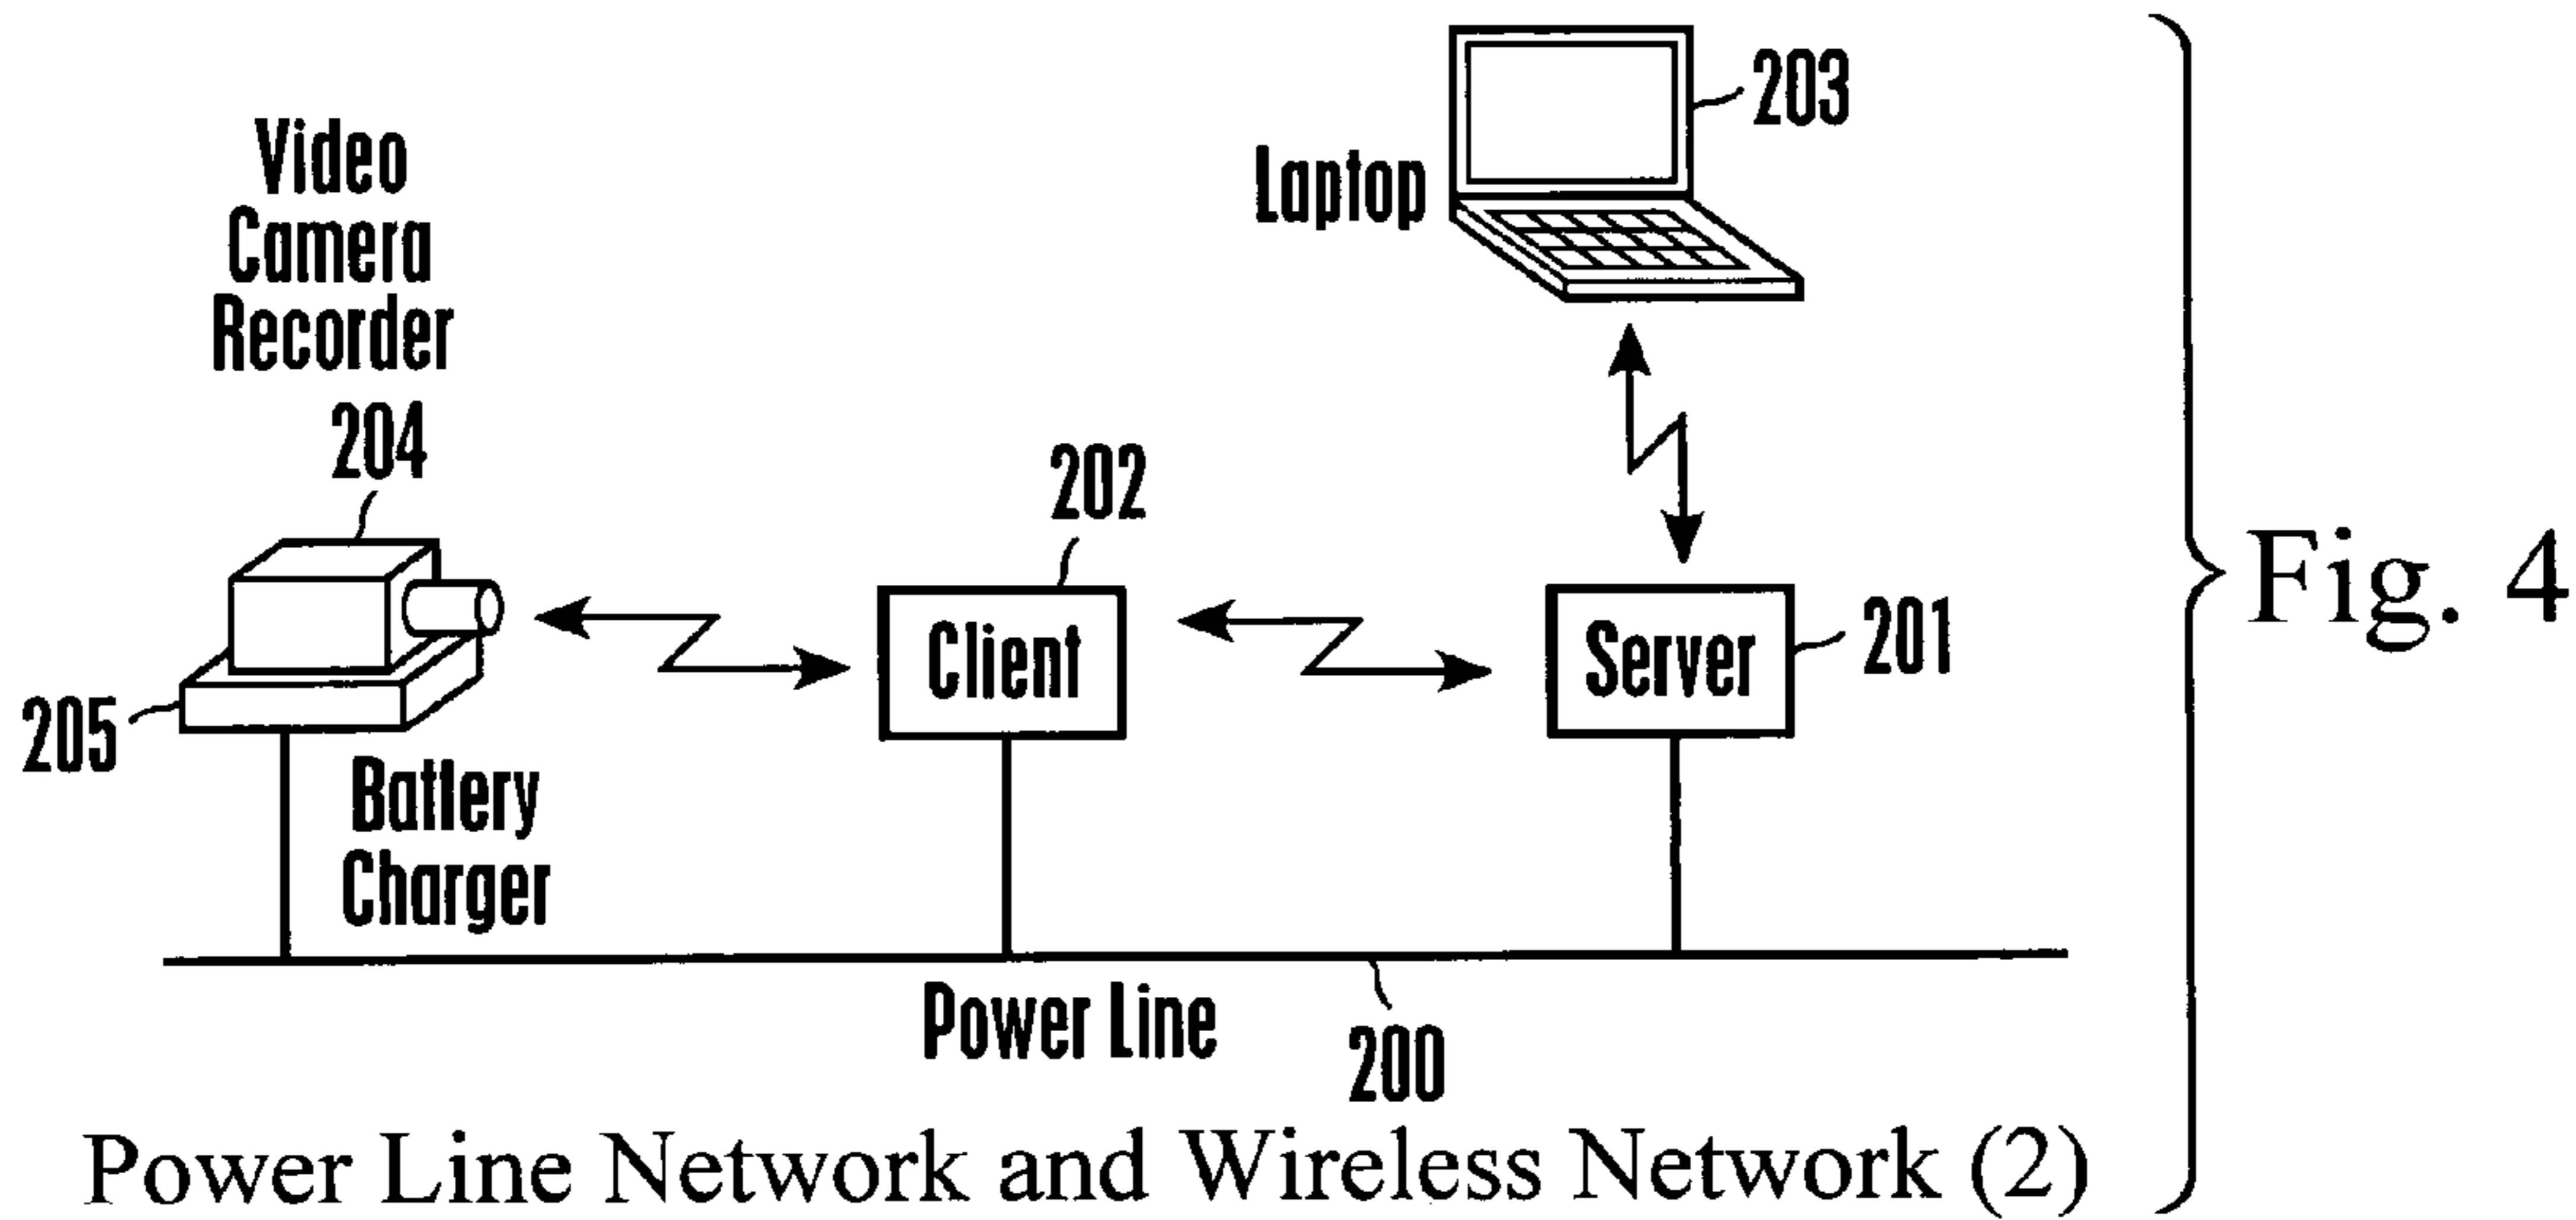 203
Laptop
Video
Camera
Recorder
204
202
Client
Server
201
205
Battery
Charger
Power Line
200
Fig. 4
Power Line Network and Wireless Network (2)